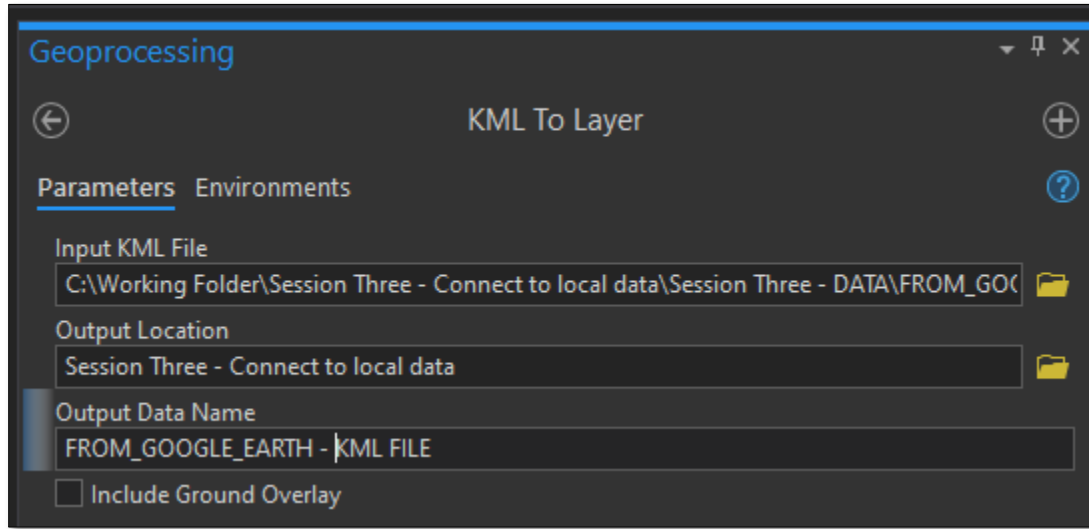 Geoprocessing
KML To Layer
Parameters Environments
Input KML File
C:\Working Folder\Session Three - Connect to local data\Session Three - DATA\FROM_GOO
Output Location
Session Three - Connect to local data
Output Data Name
FROM_GOOGLE_EARTH - KML FILE
Include Ground Overlay